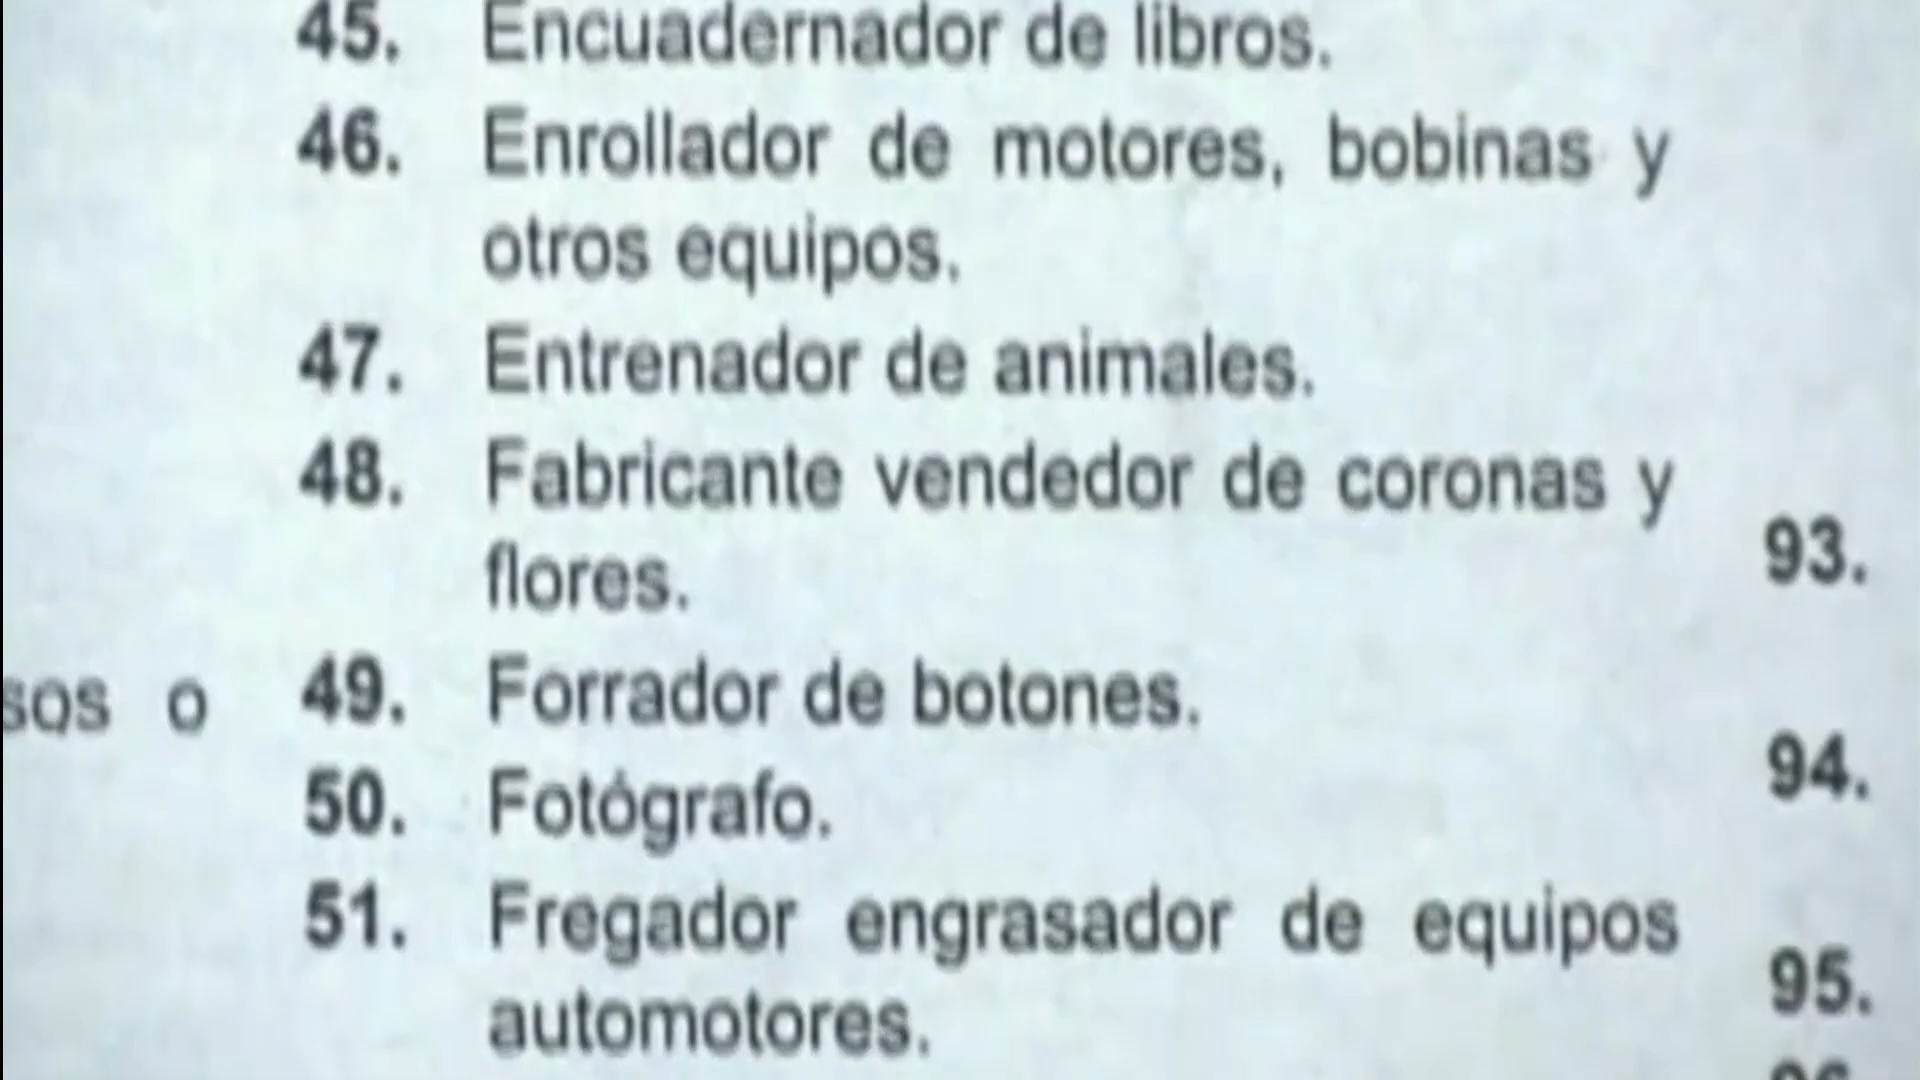 45. Encuadernador de libros.
46. Enrollador de motores, bobinas y
otros equipos.
47. Entrenador de animales.
48. Fabricante vendedor de coronas y
flores.
sos o
49. Forrador de botones.
50. Fotógrafo.
51. Fregador engrasador de equipos
automotores.
93.
94.
95.
96.